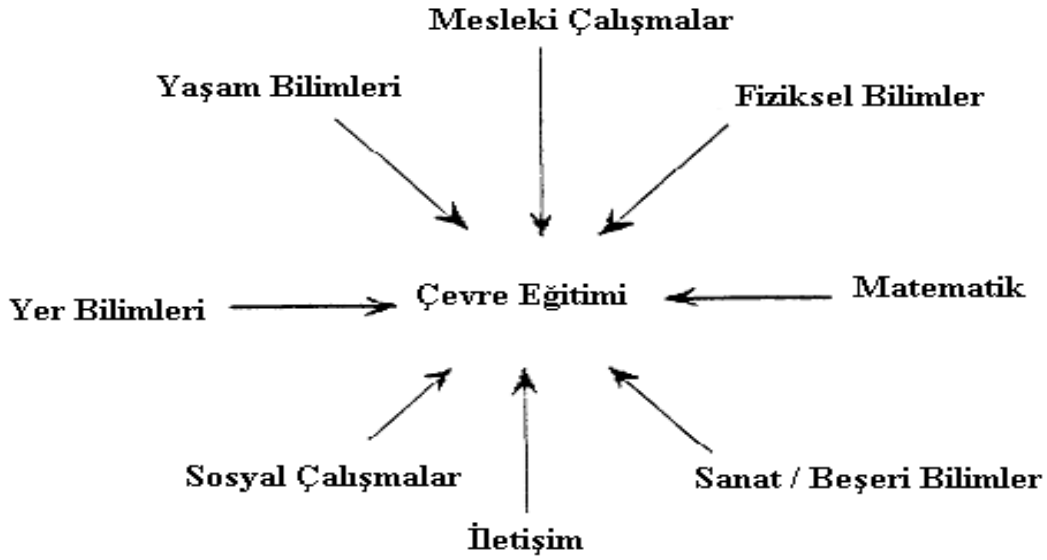 Mesleki Çalışmalar
Yaşam Bilimleri
Fiziksel Bilimler
Çevre Eğitimi
Matematik
Yer Bilimleri
Sosyal Çalışmalar
Sanat / Beşeri Bilimler
İletişim